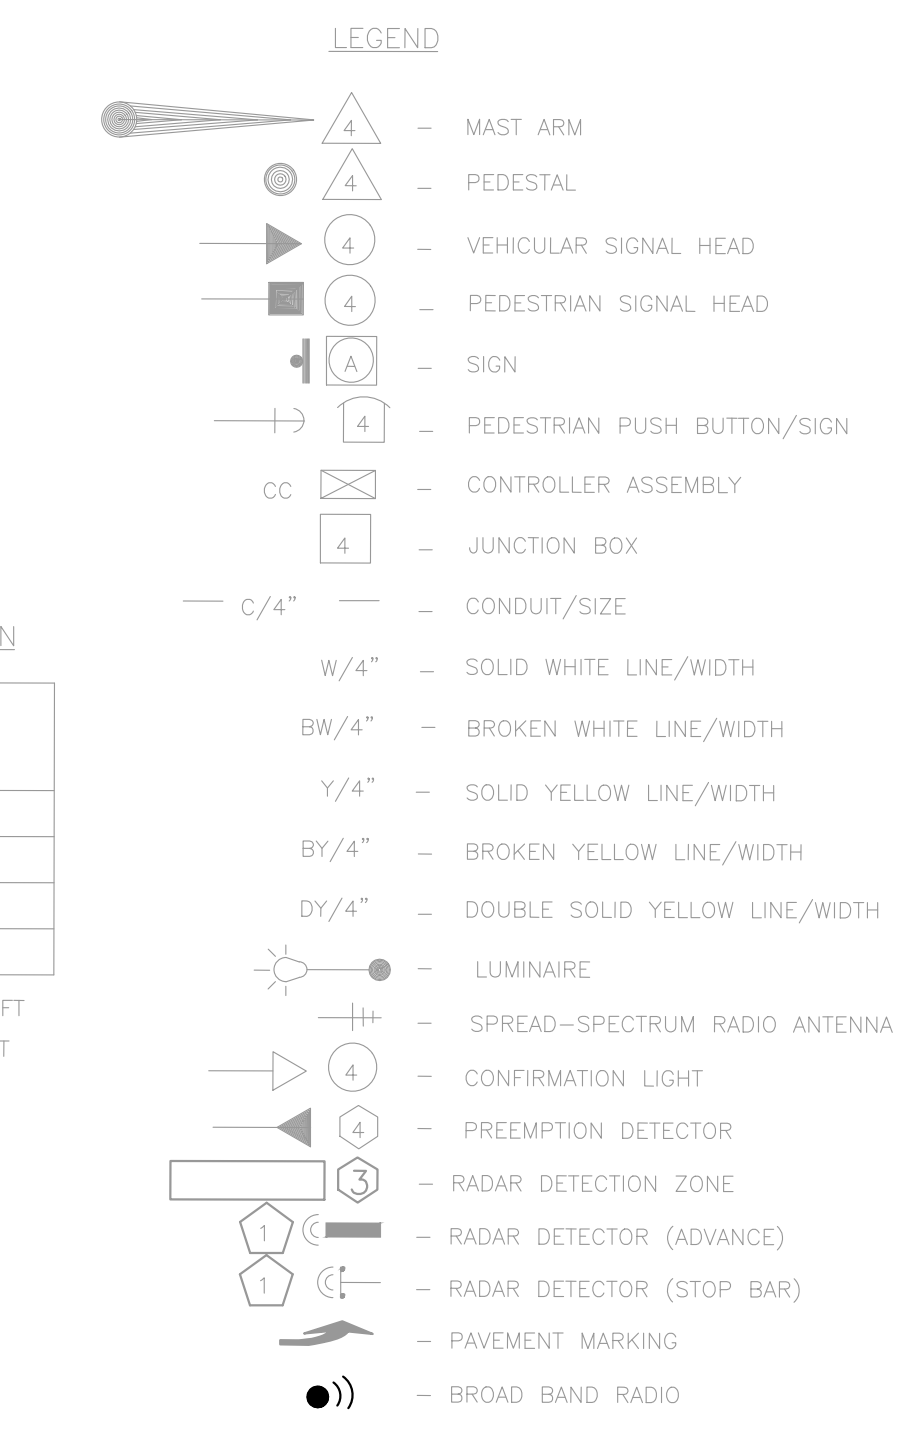 LEGEND
4 – MAST ARM
4 – PEDESTAL
4 – VEHICULAR SIGNAL HEAD
4 – PEDESTRIAN SIGNAL HEAD
A – SIGN
4 – PEDESTRIAN PUSH BUTTON/SIGN
CC – CONTROLLER ASSEMBLY
4 – JUNCTION BOX
C/4" – CONDUIT/SIZE
N
W/4" – SOLID WHITE LINE/WIDTH
BW/4" – BROKEN WHITE LINE/WIDTH
Y/4" – SOLID YELLOW LINE/WIDTH
BY/4" – BROKEN YELLOW LINE/WIDTH
DY/4" – DOUBLE SOLID YELLOW LINE/WIDTH
– LUMINAIRE
FT
– SPREAD-SPECTRUM RADIO ANTENNA
T
4 – CONFIRMATION LIGHT
4 – PREEMPTION DETECTOR
3 – RADAR DETECTION ZONE
1 – RADAR DETECTOR (ADVANCE)
1 – RADAR DETECTOR (STOP BAR)
– PAVEMENT MARKING
– BROAD BAND RADIO